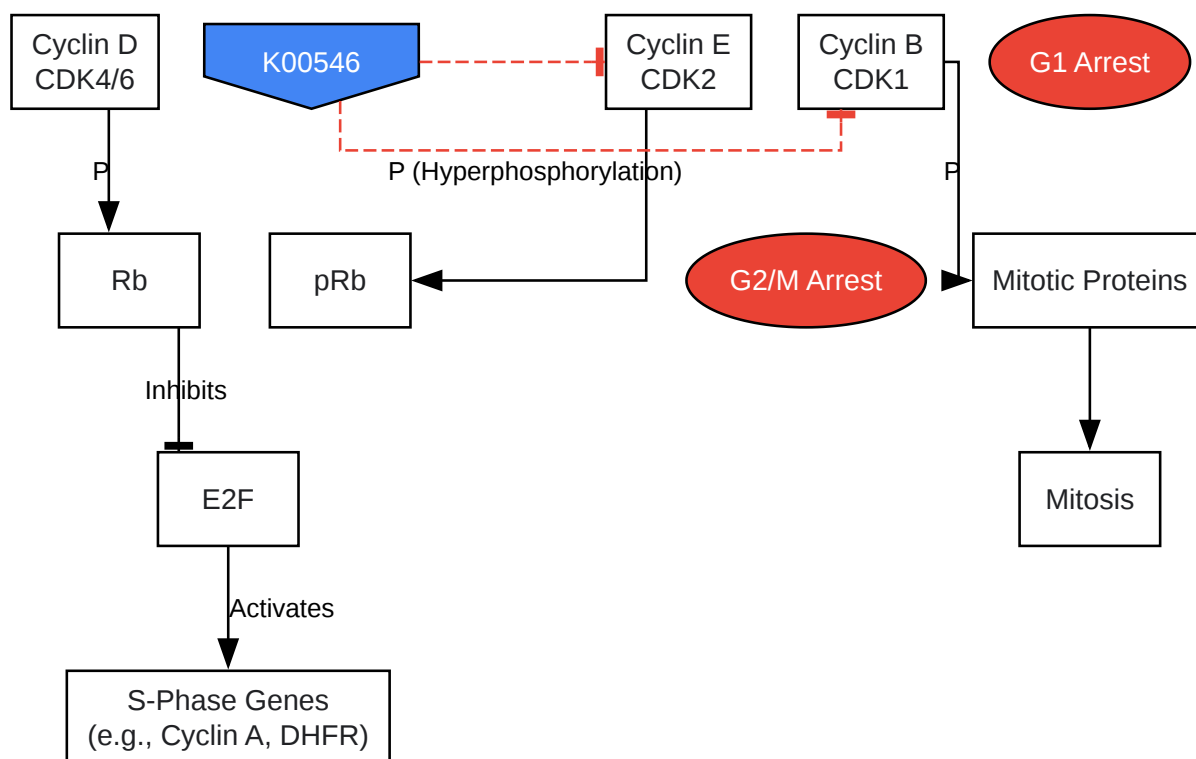 Cyclin D
CDK4/6
K00546
Cyclin E
CDK2
Cyclin B
CDK1
G1 Arrest
P
P (Hyperphosphorylation)
P
Rb
pRb
G2/M Arrest
Mitotic Proteins
Inhibits
E2F
Mitosis
Activates
S-Phase Genes
(e.g., Cyclin A, DHFR)